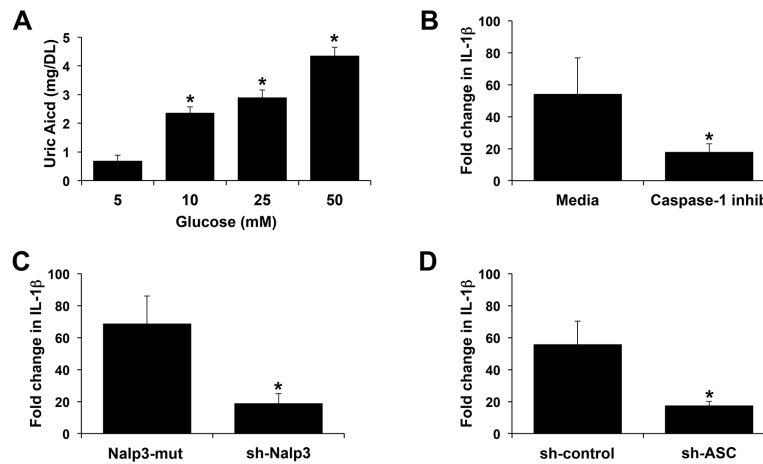 A
Uric Aicd (mg/DL)
5
4
3
2
1
0
*
*
*
5 10 25 50
Glucose (mM)
B
Fold change in IL-1β
100
80
60
40
20
0
*
Media Caspase-1 inhib
C
Fold change in IL-1β
100
80
60
40
20
0
*
Nalp3-mut sh-Nalp3
D
Fold change in IL-1β
100
80
60
40
20
0
*
sh-control sh-ASC